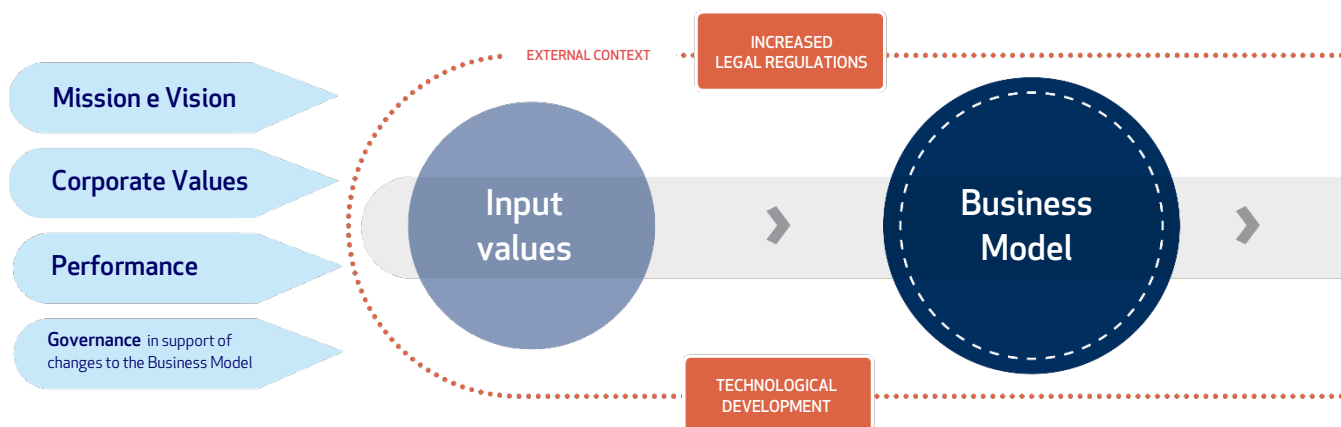 Mission e Vision
Corporate Values
Performance
Governance in support of
changes to the Business Model
EXTERNAL CONTEXT
INCREASED
LEGAL REGULATIONS
Input
values
Business
Model
TECHNOLOGICAL
DEVELOPMENT